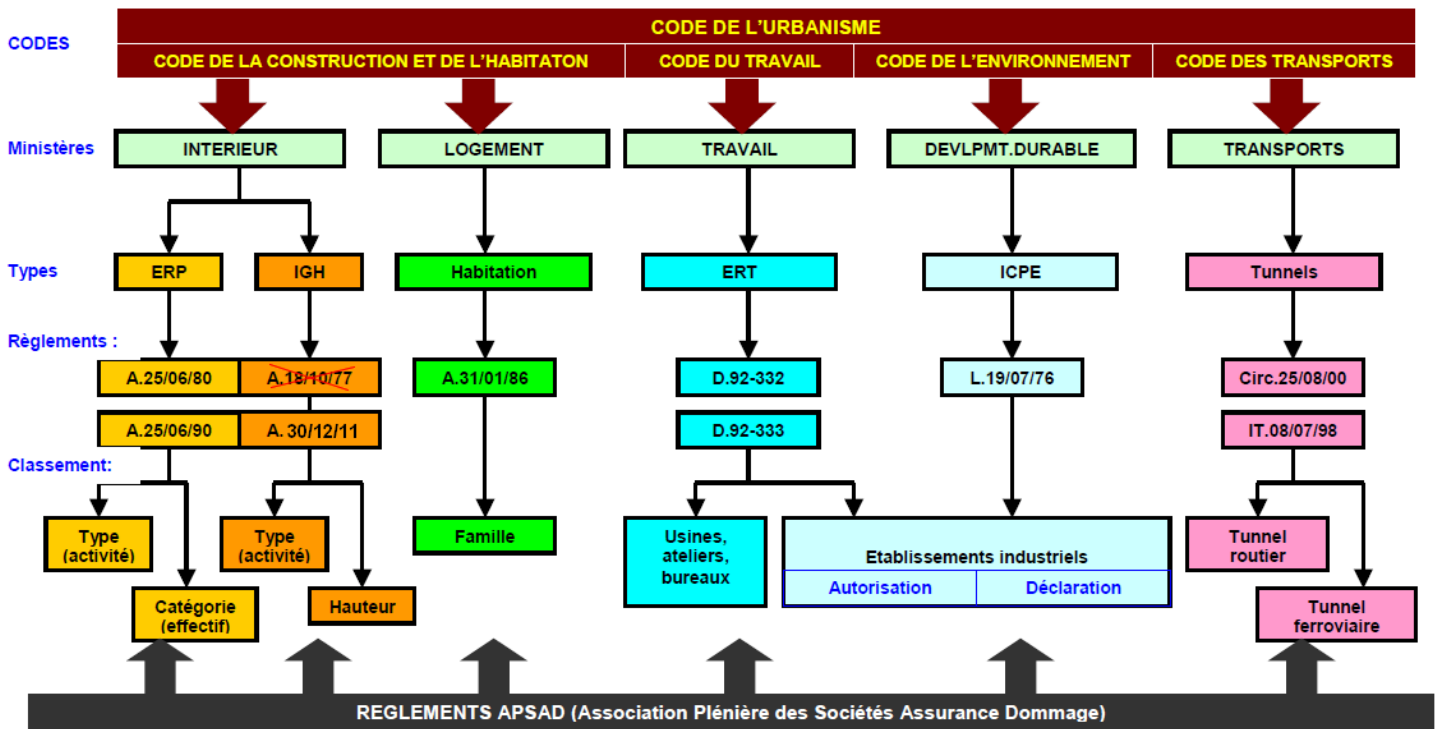 CODES
CODE DE L'URBANISME
CODE DE LA CONSTRUCTION ET DE L'HABITATON
CODE DU TRAVAIL
CODE DE L'ENVIRONNEMENT
CODE DES TRANSPORTS
Ministères
INTERIEUR
LOGEMENT
TRAVAIL
DEVLPMT.DURABLE
TRANSPORTS
Types
ERP
IGH
Habitation
ERT
ICPE
Tunnels
Règlements :
A.25/06/80
A.18/10/77
A.31/01/86
D.92-332
L.19/07/76
Circ.25/08/00
A.25/06/90
A. 30/12/11
D.92-333
IT.08/07/98
Classement:
Type
(activité)
Type
(activité)
Famille
Usines,
ateliers,
bureaux
Etablissements industriels
Autorisation
Déclaration
Tunnel
routier
Catégorie
(effectif)
Hauteur
Tunnel
ferroviaire
REGLEMENTS APSAD (Association Plénière des Sociétés Assurance Dommage)